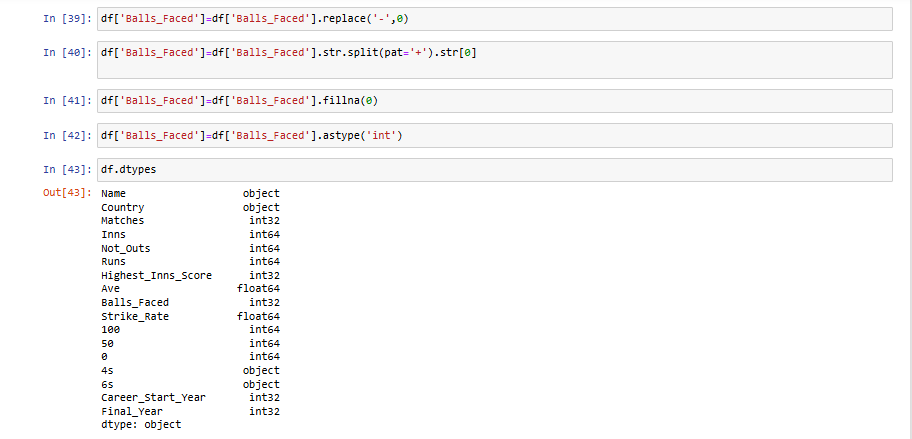 In [39]: df['Balls_Faced']=df['Balls_Faced'].replace('-',0)
In [40]: df['Balls_Faced']=df['Balls_Faced'].str.split(pat='+').str[0]
In [41]: df['Balls_Faced']=df['Balls_Faced'].fillna(0)
In [42]: df['Balls_Faced']=df['Balls_Faced'].astype('int')
In [43]: df.dtypes
Out[43]: Name object
Country object
Matches int32
Inns int64
Not_Outs int64
Runs int64
Highest_Inns_Score int32
Ave float64
Balls_Faced int32
Strike_Rate float64
100 int64
50 int64
0 int64
4s object
6s object
Career_Start_Year int32
Final_Year int32
dtype: object